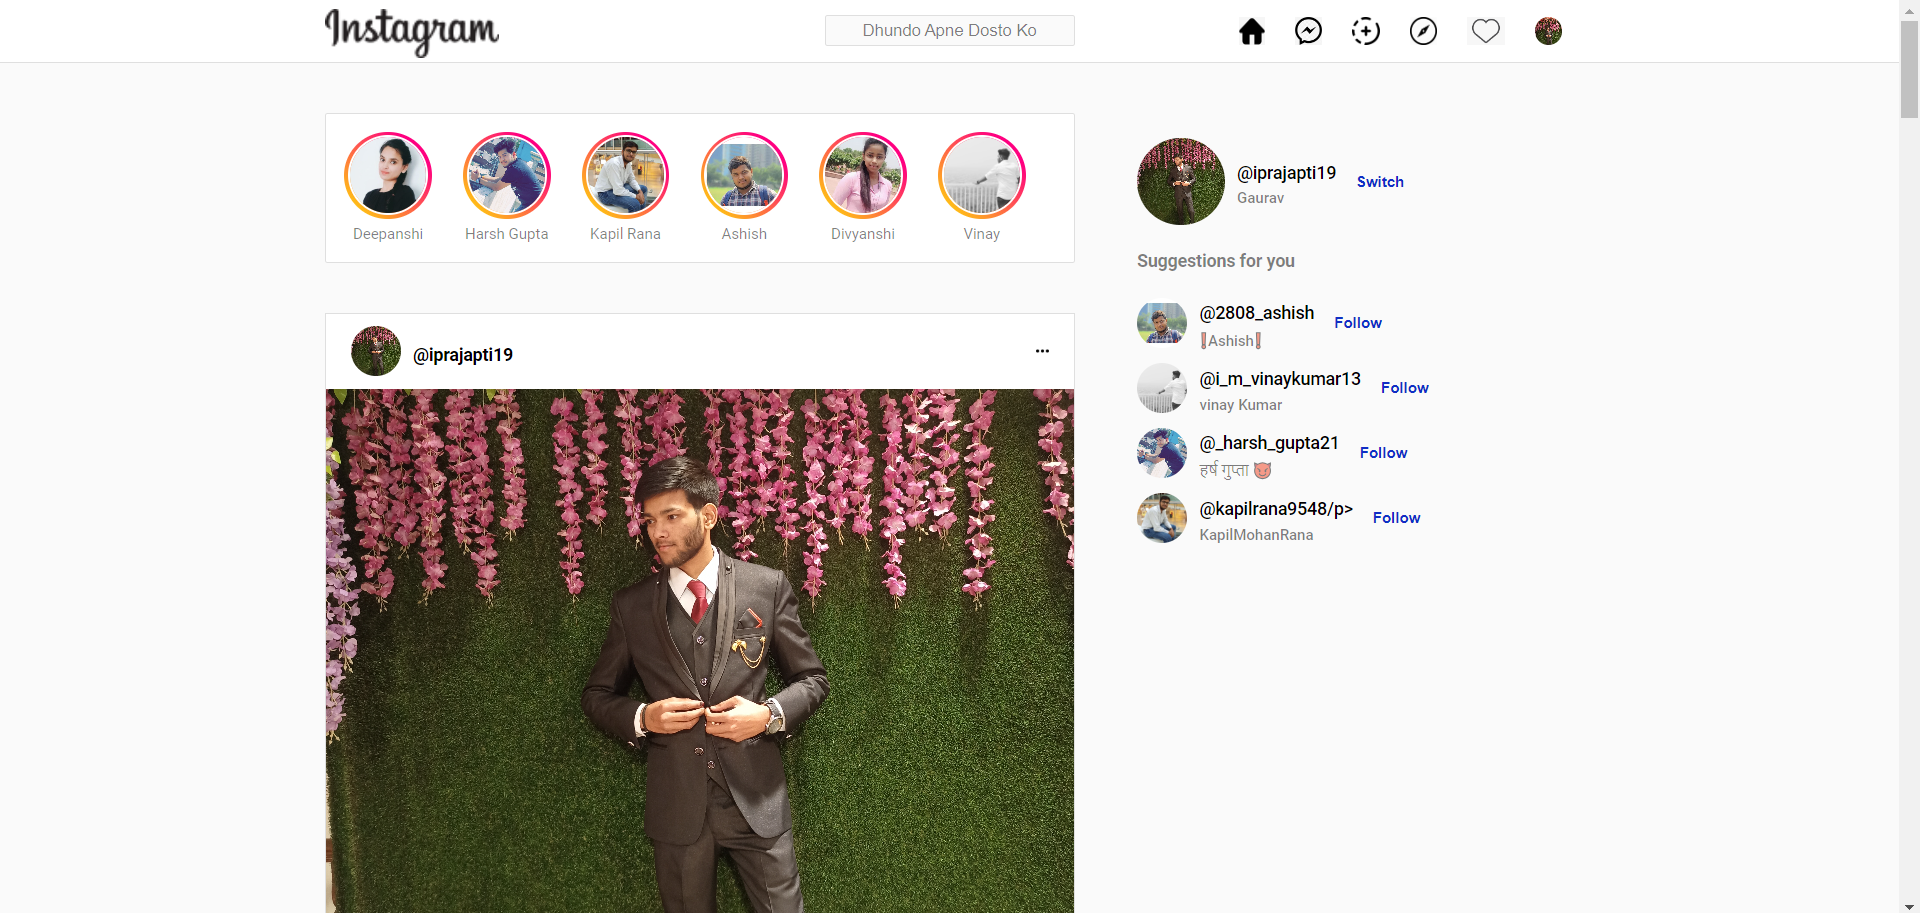 Instagram
Dhundo Apne Dosto Ko
Deepanshi
Harsh Gupta
Kapil Rana
Ashish
Divyanshi
Vinay
@iprajapti19
Gaurav
Switch
Suggestions for you
@2808_ashish
❗Ashish❗
Follow
@i_m_vinaykumar13
vinay Kumar
Follow
@_harsh_gupta21
हर्ष गुप्ता 😈
Follow
@kapilrana9548/p>
KapilMohanRana
Follow
@iprajapti19